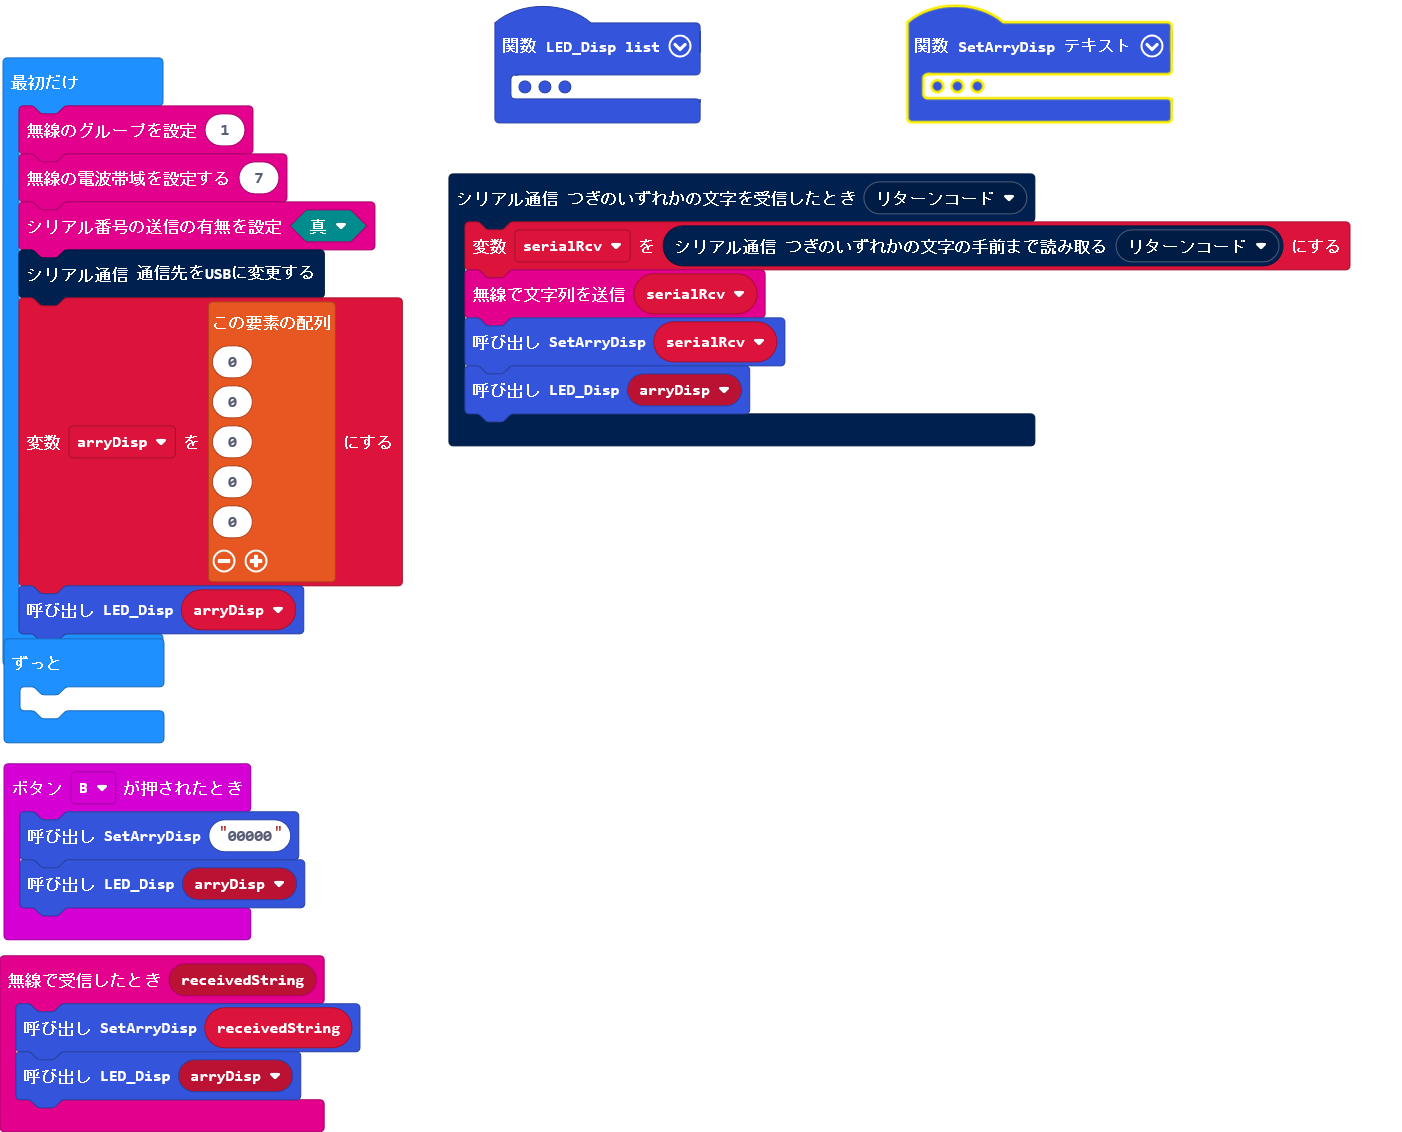 最初だけ
無線のグループを設定 1
無線の電波帯域を設定する 7
シリアル番号の送信の有無を設定 真
シリアル通信 通信先をUSBに変更する
この要素の配列
0
0
0
0
0
変数 arryDisp を にする
呼び出し LED_Disp arryDisp
ずっと
ボタン B が押されたとき
呼び出し SetArryDisp "00000"
呼び出し LED_Disp arryDisp
無線で受信したとき receivedString
呼び出し SetArryDisp receivedString
呼び出し LED_Disp arryDisp
関数 LED_Disp list
関数 SetArryDisp テキスト
シリアル通信 つぎのいずれかの文字を受信したとき リターンコード
変数 serialRcv を シリアル通信 つぎのいずれかの文字の手前まで読み取る リターンコード にする
無線で文字列を送信 serialRcv
呼び出し SetArryDisp serialRcv
呼び出し LED_Disp arryDisp